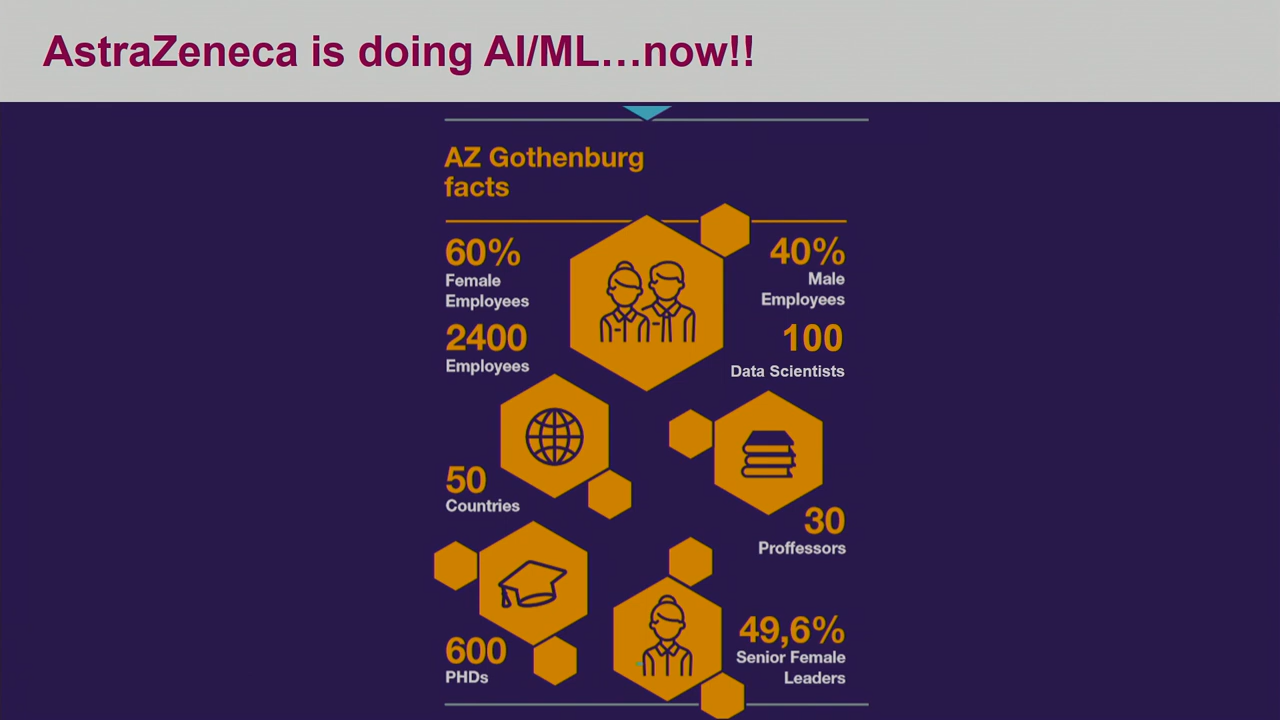 AstraZeneca is doing AI/ML...now!!
AZ Gothenburg
facts
60%
Female
Employees
40%
Male
Employees
2400
Employees
100
Data Scientists
50
Countries
30
Proffessors
600
PHDs
49,6%
Senior Female
Leaders